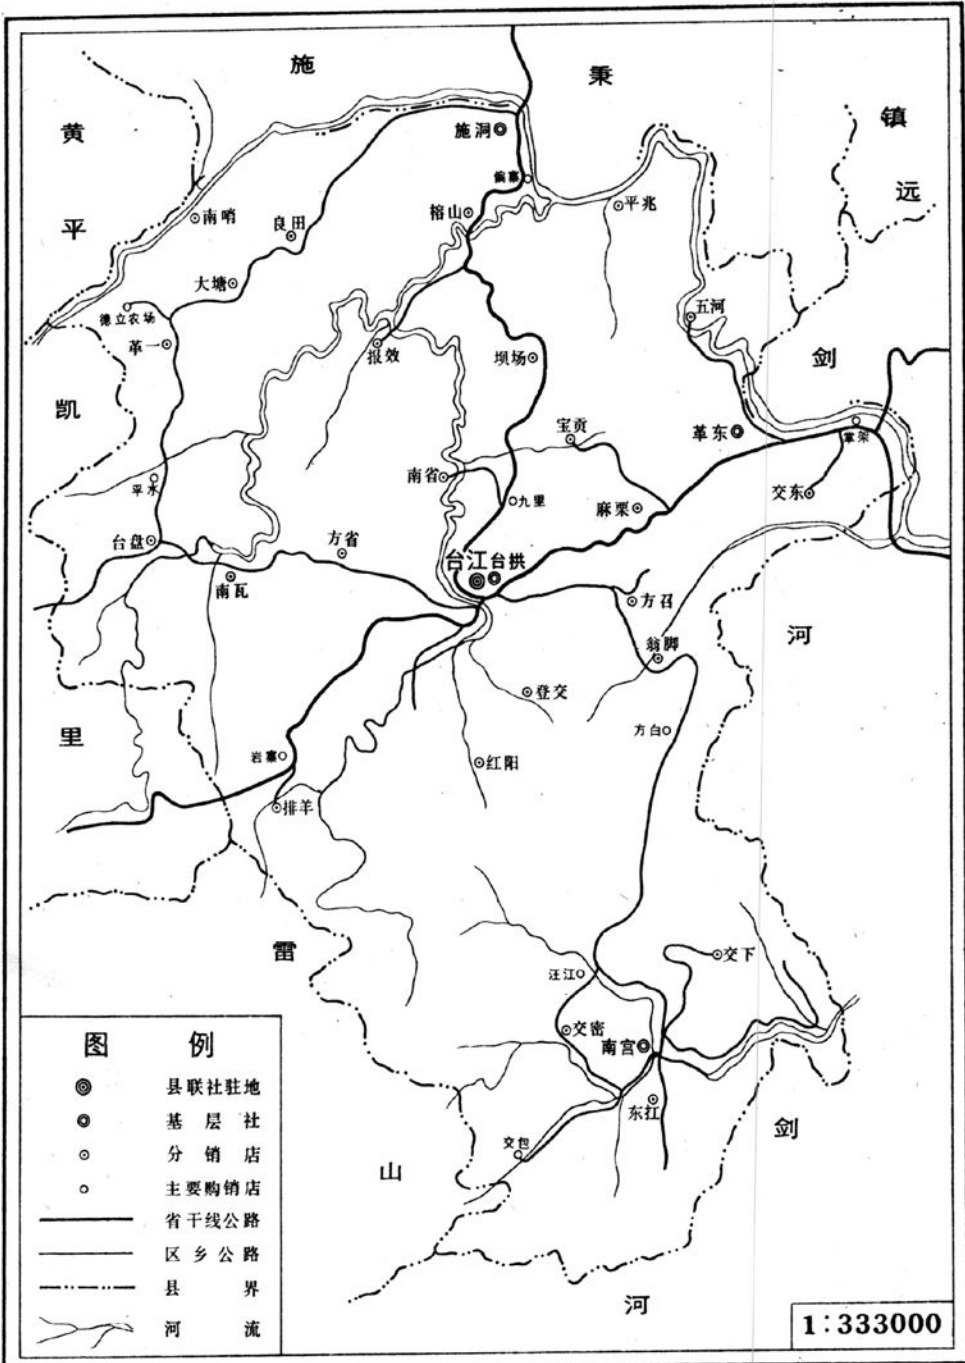 施
秉
黄
平
镇
远
施洞
偏寨
南哨
良田
榕山
平兆
大塘
德立农场
革一
报效
坝场
五河
剑
凯
宝贡
革东
掌架
南省
九里
麻栗
交东
平水
台盘
方省
台江
台拱
南瓦
方召
河
翁脚
登交
方白
里
岩寨
红阳
排羊
雷
交下
汪江
交密
南宫
东扛
剑
交包
山
河
图 例
县联社驻地
基层社
分销店
主要购销店
省干线公路
区乡公路
县界
河流
1:333000